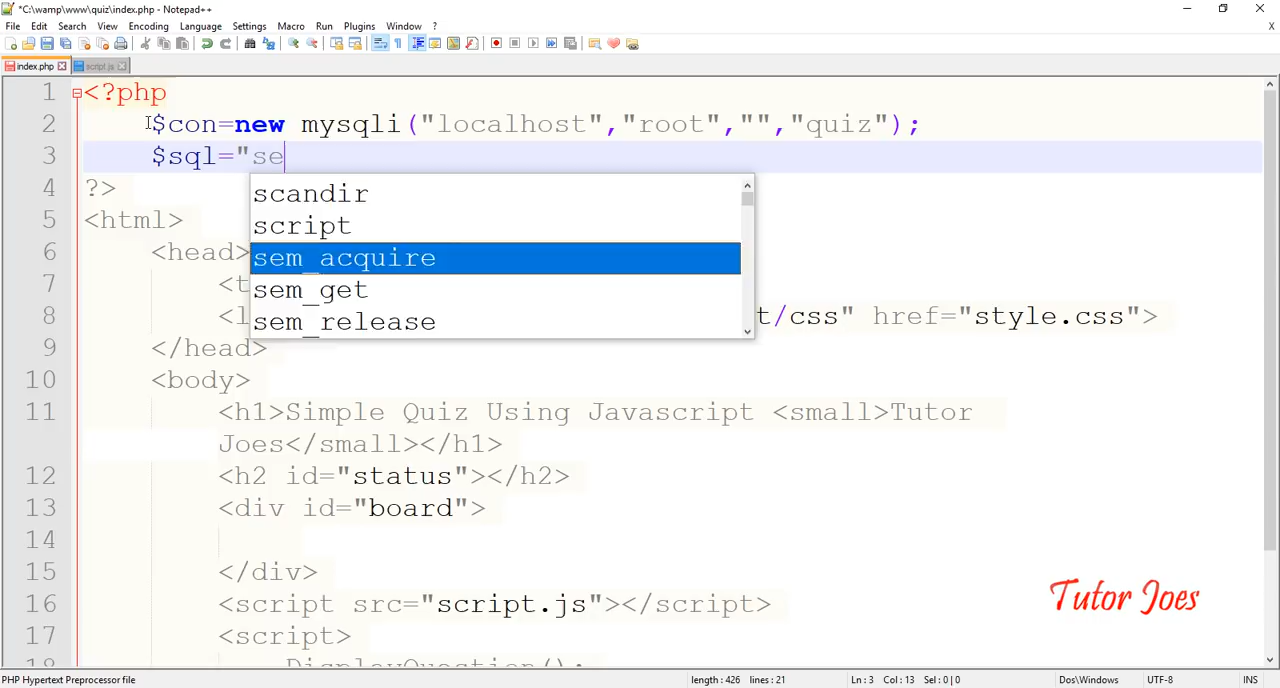 *C:\wamp\www\quiz\index.php - Notepad++
File Edit Search View Encoding Language Settings Macro Run Plugins Window ?
X
index.php script.js
1 <?php
2 $con=new mysqli("localhost","root","","quiz");
3 $sql="se
4 ?>
scandir
script
sem_acquire
sem_get
sem_release
5 <html>
6 <head>
7 <t
8 <l t/css" href="style.css">
9 </head>
10 <body>
11 <h1>Simple Quiz Using Javascript <small>Tutor
Joes</small></h1>
12 <h2 id="status"></h2>
13 <div id="board">
14
15 </div>
16 <script src="script.js"></script>
17 <script>
18 DisplayQuestion();
Tutor Joes
PHP Hypertext Preprocessor file length : 426 lines : 21 Ln : 3 Col : 13 Sel : 0 | 0 Dos\Windows UTF-8 INS